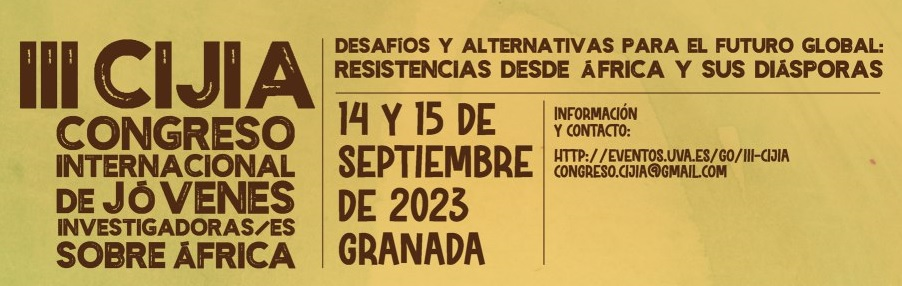 III CIJIA
CONGRESO
INTERNACIONAL
DE JÓVENES
INVESTIGADORAS/ES
SOBRE ÁFRICA
DESAFÍOS Y ALTERNATIVAS PARA EL FUTURO GLOBAL:
RESISTENCIAS DESDE ÁFRICA Y SUS DIÁSPORAS
14 Y 15 DE
SEPTIEMBRE
DE 2023
GRANADA
INFORMACIÓN
Y CONTACTO:
HTTP://EVENTOS.UVA.ES/GO/III-CIJIA
CONGRESO.CIJIA@GMAIL.COM